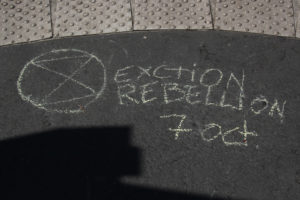 EXCTION
REBELLION
7 Oct.